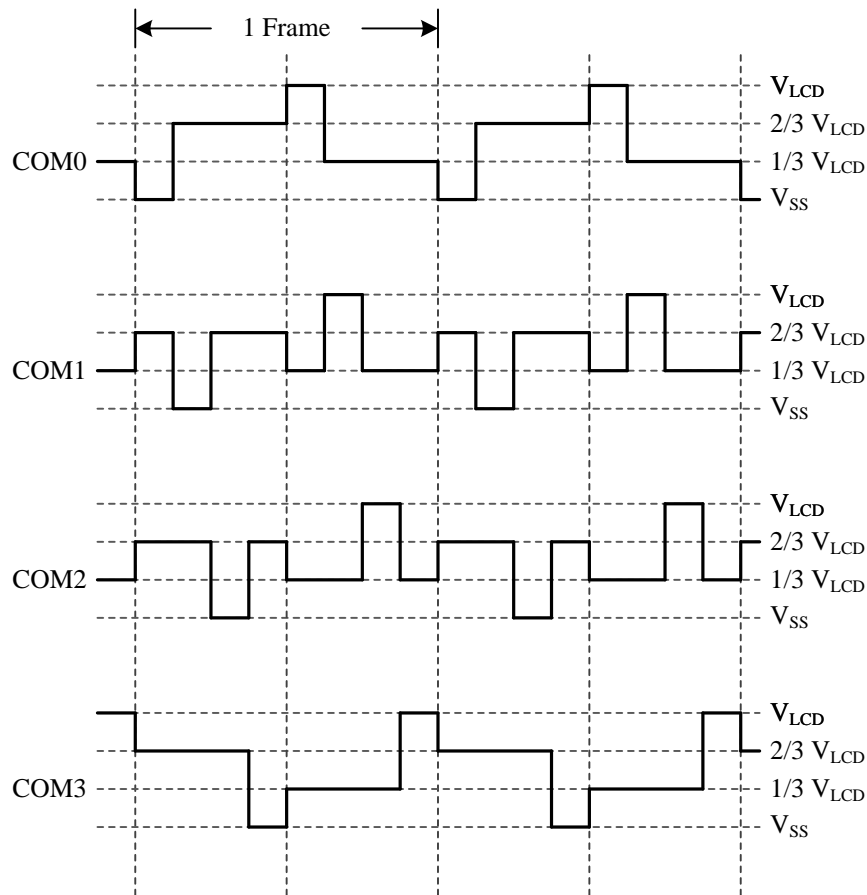 1 Frame
V_LCD
2/3 V_LCD
COM0
1/3 V_LCD
V_SS
V_LCD
2/3 V_LCD
COM1
1/3 V_LCD
V_SS
V_LCD
2/3 V_LCD
COM2
1/3 V_LCD
V_SS
V_LCD
2/3 V_LCD
COM3
1/3 V_LCD
V_SS